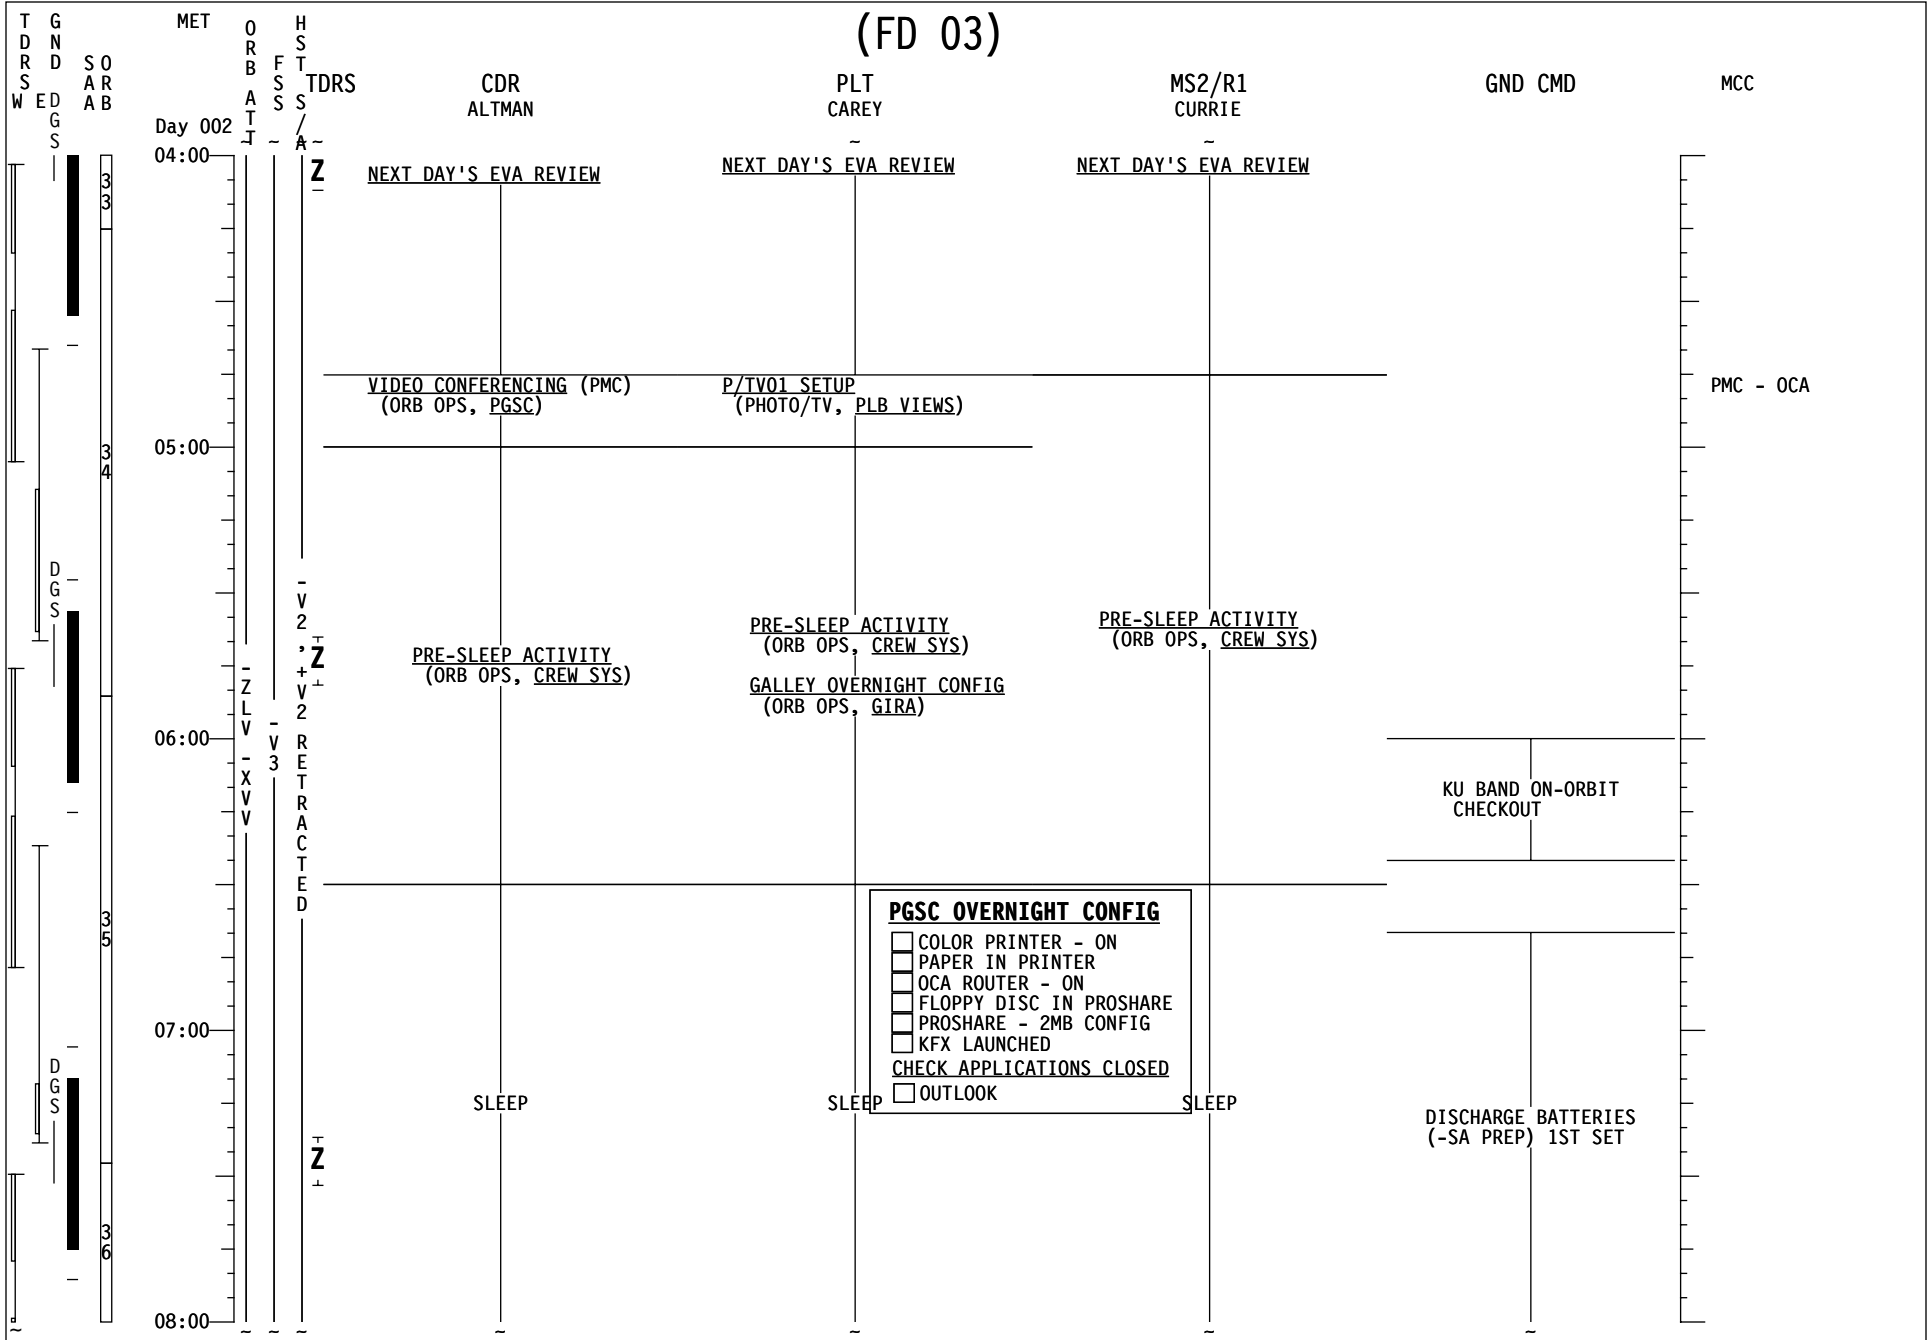 (FD 03)
TDRS
W E
GND
DGS
SAA
ORB
MET
ORB ATT
FSS
HST S/A
TDRS
CDR
ALTMAN
PLT
CAREY
MS2/R1
CURRIE
GND CMD
MCC
Day 002
~ ~ ~ ~ ~ ~
04:00
33
Z
NEXT DAY'S EVA REVIEW
NEXT DAY'S EVA REVIEW
NEXT DAY'S EVA REVIEW
VIDEO CONFERENCING (PMC)
(ORB OPS, PGSC)
P/TV01 SETUP
(PHOTO/TV, PLB VIEWS)
PMC - OCA
05:00
34
DGS
-V2,+V2 RETRACTED
Z
-ZLV -XVV
-V3
PRE-SLEEP ACTIVITY
(ORB OPS, CREW SYS)
PRE-SLEEP ACTIVITY
(ORB OPS, CREW SYS)
GALLEY OVERNIGHT CONFIG
(ORB OPS, GIRA)
PRE-SLEEP ACTIVITY
(ORB OPS, CREW SYS)
06:00
KU BAND ON-ORBIT
CHECKOUT
35
PGSC OVERNIGHT CONFIG
COLOR PRINTER - ON
PAPER IN PRINTER
OCA ROUTER - ON
FLOPPY DISC IN PROSHARE
PROSHARE - 2MB CONFIG
KFX LAUNCHED
CHECK APPLICATIONS CLOSED
OUTLOOK
07:00
DGS
SLEEP
SLEEP
SLEEP
DISCHARGE BATTERIES
(-SA PREP) 1ST SET
Z
36
08:00
~ ~ ~ ~ ~ ~ ~ ~